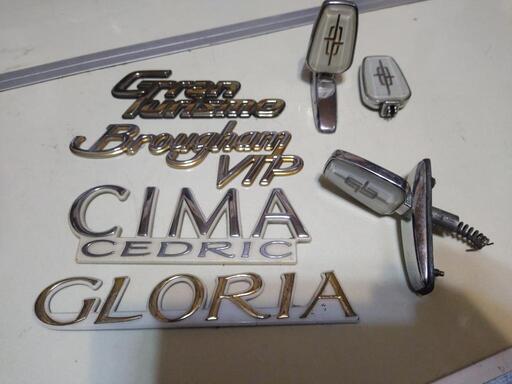 Gran
Turismo
Brougham
VIP
CIMA
CEDRIC
GLORIA